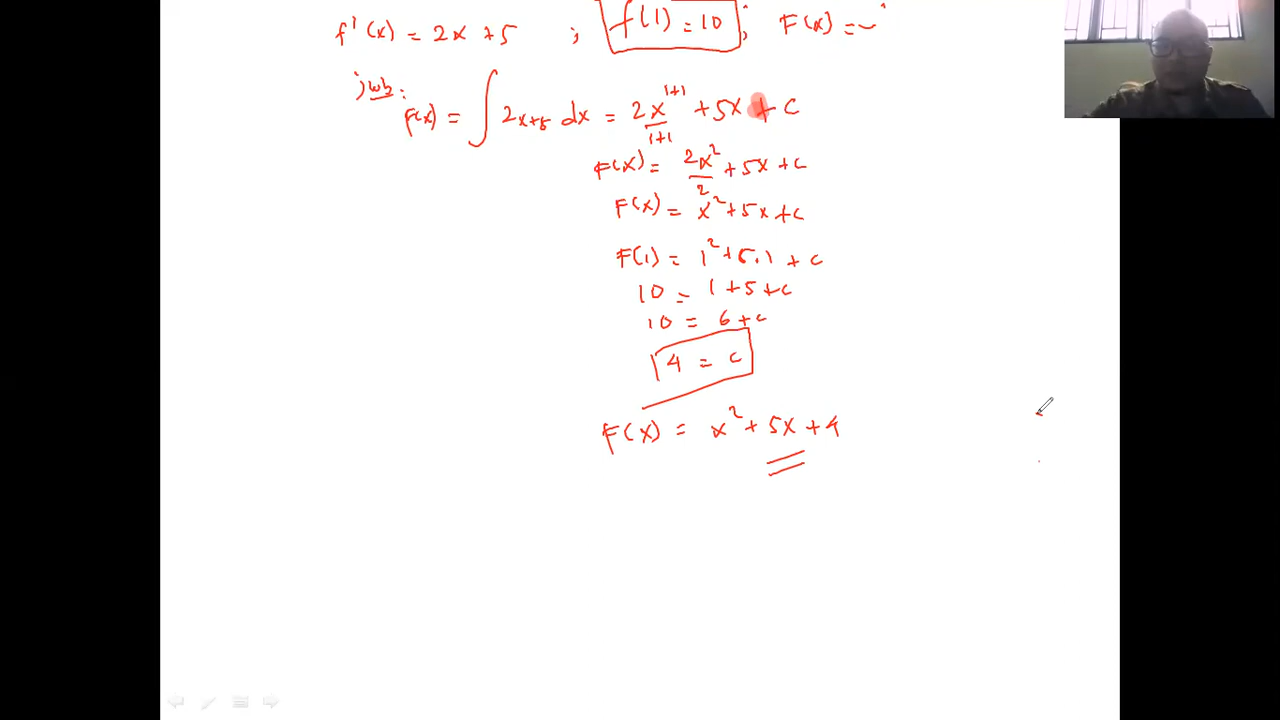 f'(x) = 2x + 5 ; f(1) = 10 ; F(x) = ~
jwb :
F(x) = ∫ 2x+5 dx = 2x^{1+1}/{1+1} + 5x + c
F(x) = 2x²/2 + 5x + c
F(x) = x² + 5x + c
F(1) = 1² + 5.1 + c
10 = 1 + 5 + c
10 = 6 + c
4 = c
F(x) = x² + 5x + 4